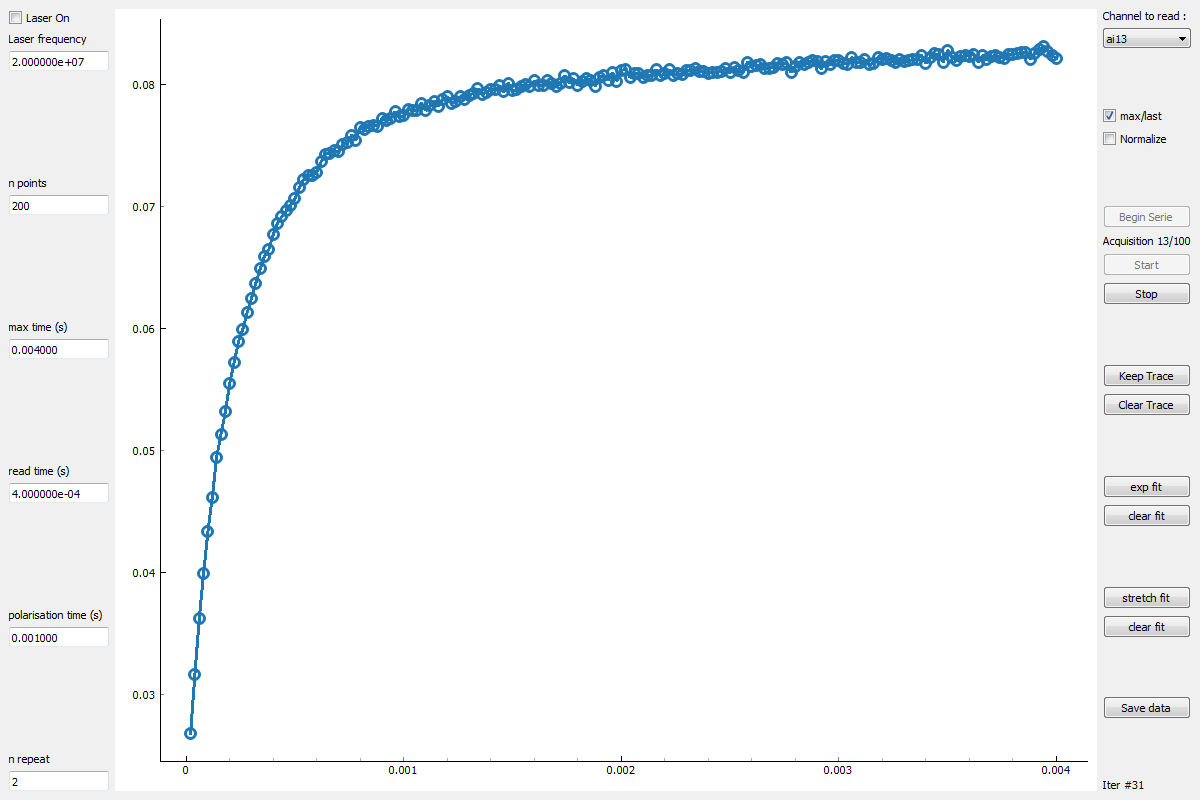 Laser On
Laser frequency
2.000000e+07
n points
200
max time (s)
0.004000
read time (s)
4.000000e-04
polarisation time (s)
0.001000
n repeat
2
0.08
0.07
0.06
0.05
0.04
0.03
0 0.001 0.002 0.003 0.004
Channel to read :
ai13
max/last
Normalize
Begin Serie
Acquisition 13/100
Start
Stop
Keep Trace
Clear Trace
exp fit
clear fit
stretch fit
clear fit
Save data
Iter #31